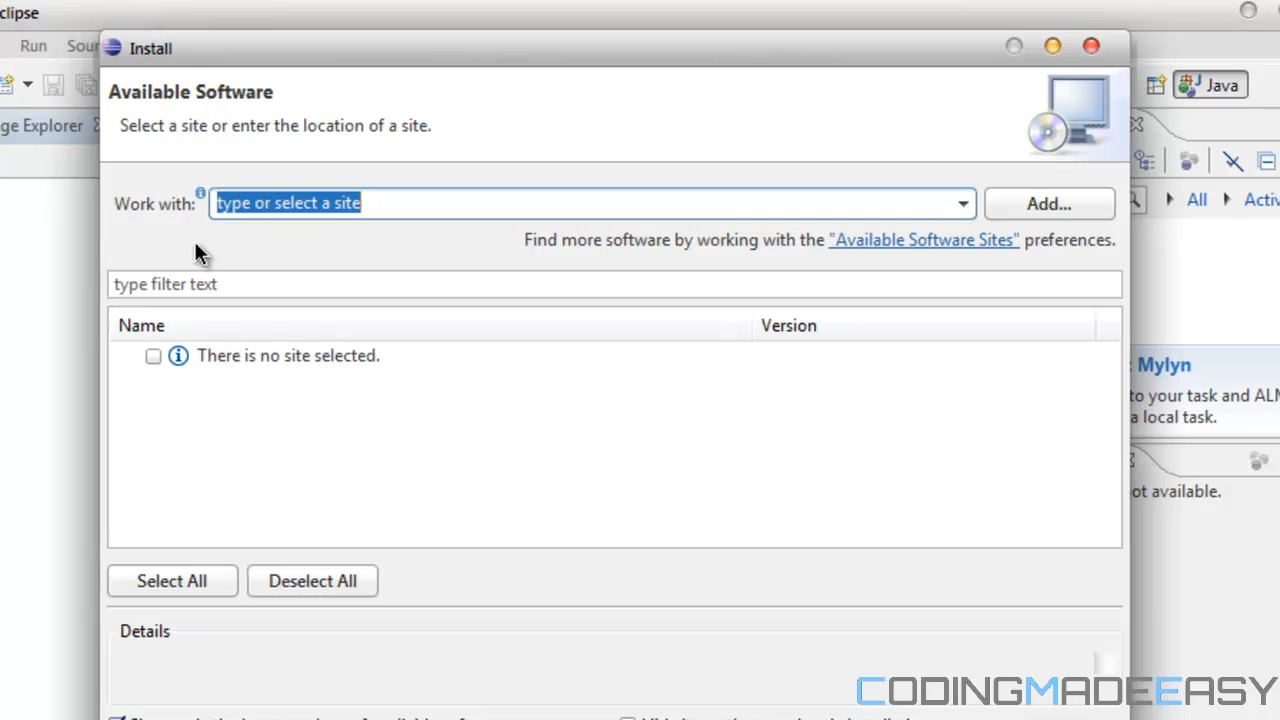 clipse
Run Sour
Install
Available Software
Select a site or enter the location of a site.
Java
ge Explorer
Work with: type or select a site
Add...
All Activ
Find more software by working with the "Available Software Sites" preferences.
type filter text
Name Version
There is no site selected.
Mylyn
to your task and ALM
a local task.
ot available.
Select All Deselect All
Details
CODINGMADEEASY